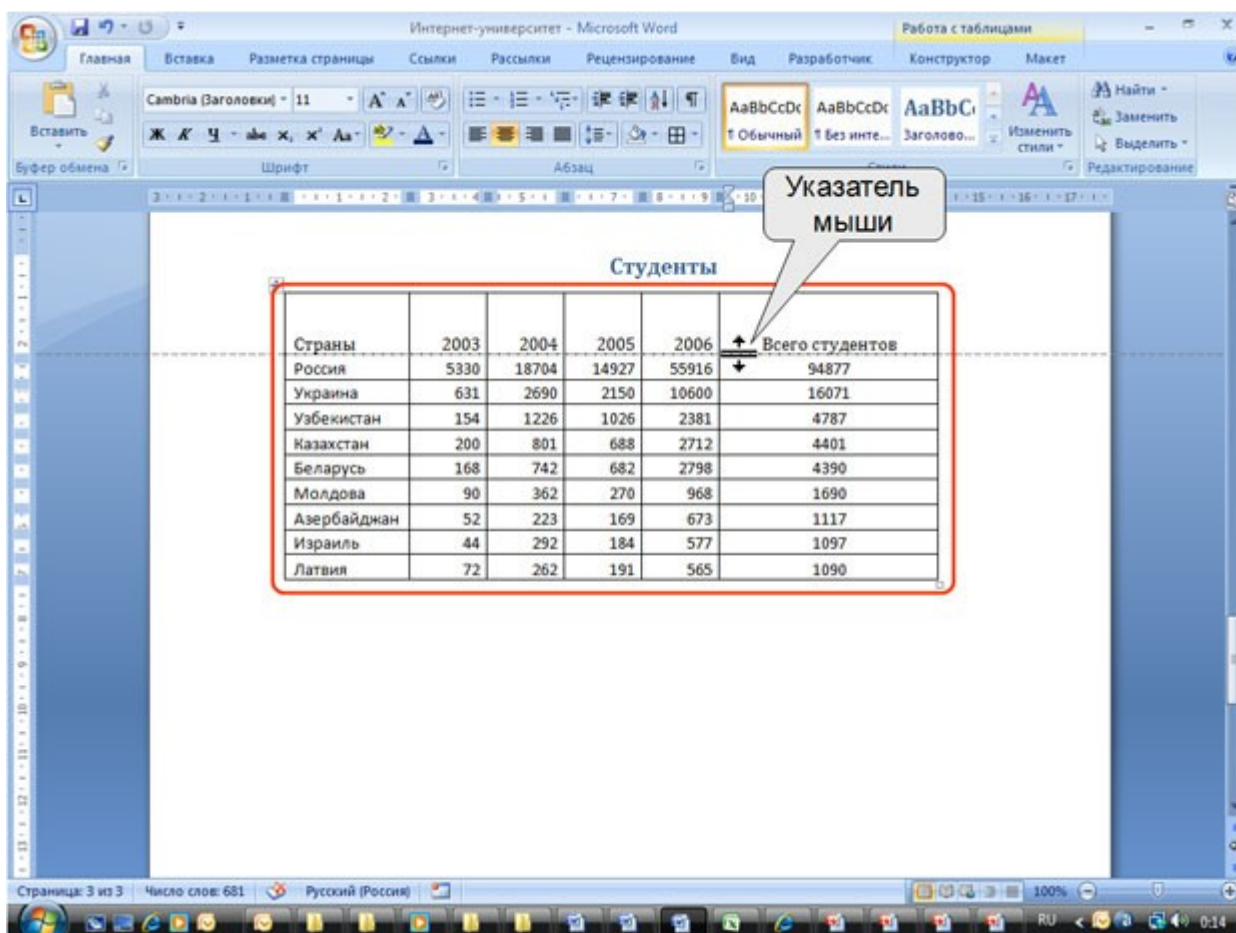 Интернет-университет - Microsoft Word
Работа с таблицами
Главная Вставка Разметка страницы Ссылки Рассылки Рецензирование Вид Разработчик Конструктор Макет
Вставить
Cambria (Заголовки) 11
Ж К Ч abc x, x' Aa
AaBbCcDc AaBbCcDc AaBbC
¶ Обычный ¶ Без инте... Заголово...
Изменить стили
Найти
Заменить
Выделить
Буфер обмена Шрифт Абзац Редактирование
Указатель
мыши
Студенты
Страны 2003 2004 2005 2006 Всего студентов
Россия 5330 18704 14927 55916 94877
Украина 631 2690 2150 10600 16071
Узбекистан 154 1226 1026 2381 4787
Казахстан 200 801 688 2712 4401
Беларусь 168 742 682 2798 4390
Молдова 90 362 270 968 1690
Азербайджан 52 223 169 673 1117
Израиль 44 292 184 577 1097
Латвия 72 262 191 565 1090
Страница: 3 из 3 Число слов: 681 Русский (Россия) 100%
RU 0:14